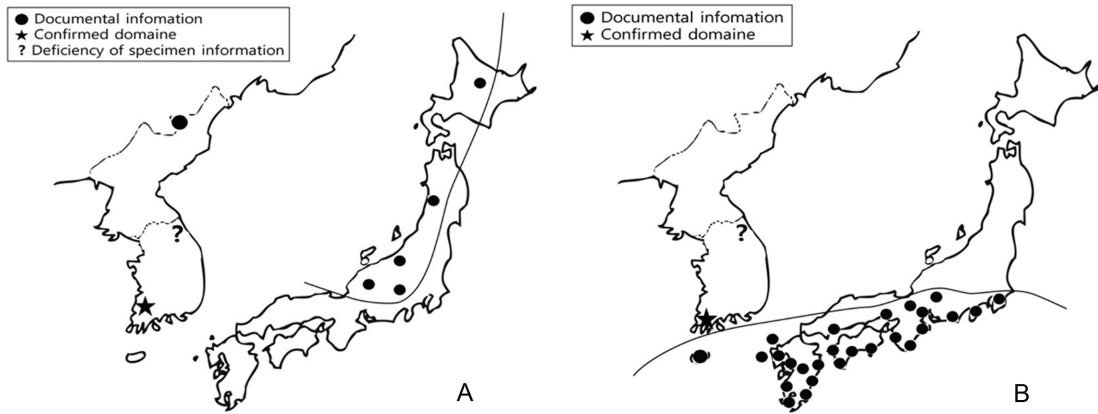 Documental infomation
Confirmed domaine
? Deficiency of specimen information
?
A
Documental infomation
Confirmed domaine
?
B